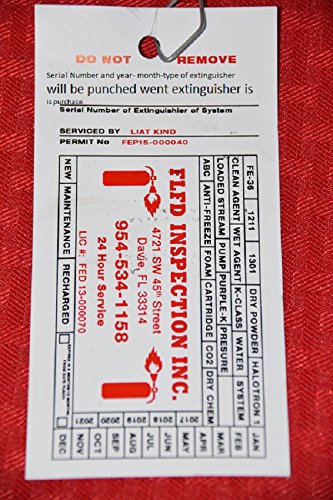 DO NOT REMOVE
Serial Number and year- month-type of extinguisher
will be punched went extinguisher is
is purchase.
Serial Number of Extinguishler of System
SERVICED BY LIAT KIND
PERMIT No FEP15-000040
FE-36 1211 1301 DRY POWDER HALOTRON 1 JAN
CLEAN AGENT WET AGENT K-CLASS WATER SYSTEM FEB
LOADED STREAM PUMP PURPLE-K PRESURE MAR
ABC ANTI-FREEZE FOAM CARTRIDGE CO2 DRY CHEM APR
FLFD INSPECTION INC.
4721 SW 45th Street
Davie, FL 33314
954-534-1158
24 Hour Service
LIC#: FED 13-000070
2017 2018 2019 2020 2021
MAY
JUN
JUL
AUG
SEP
OCT
NOV
DEC
NEW MAINTENANCE RECHARGED